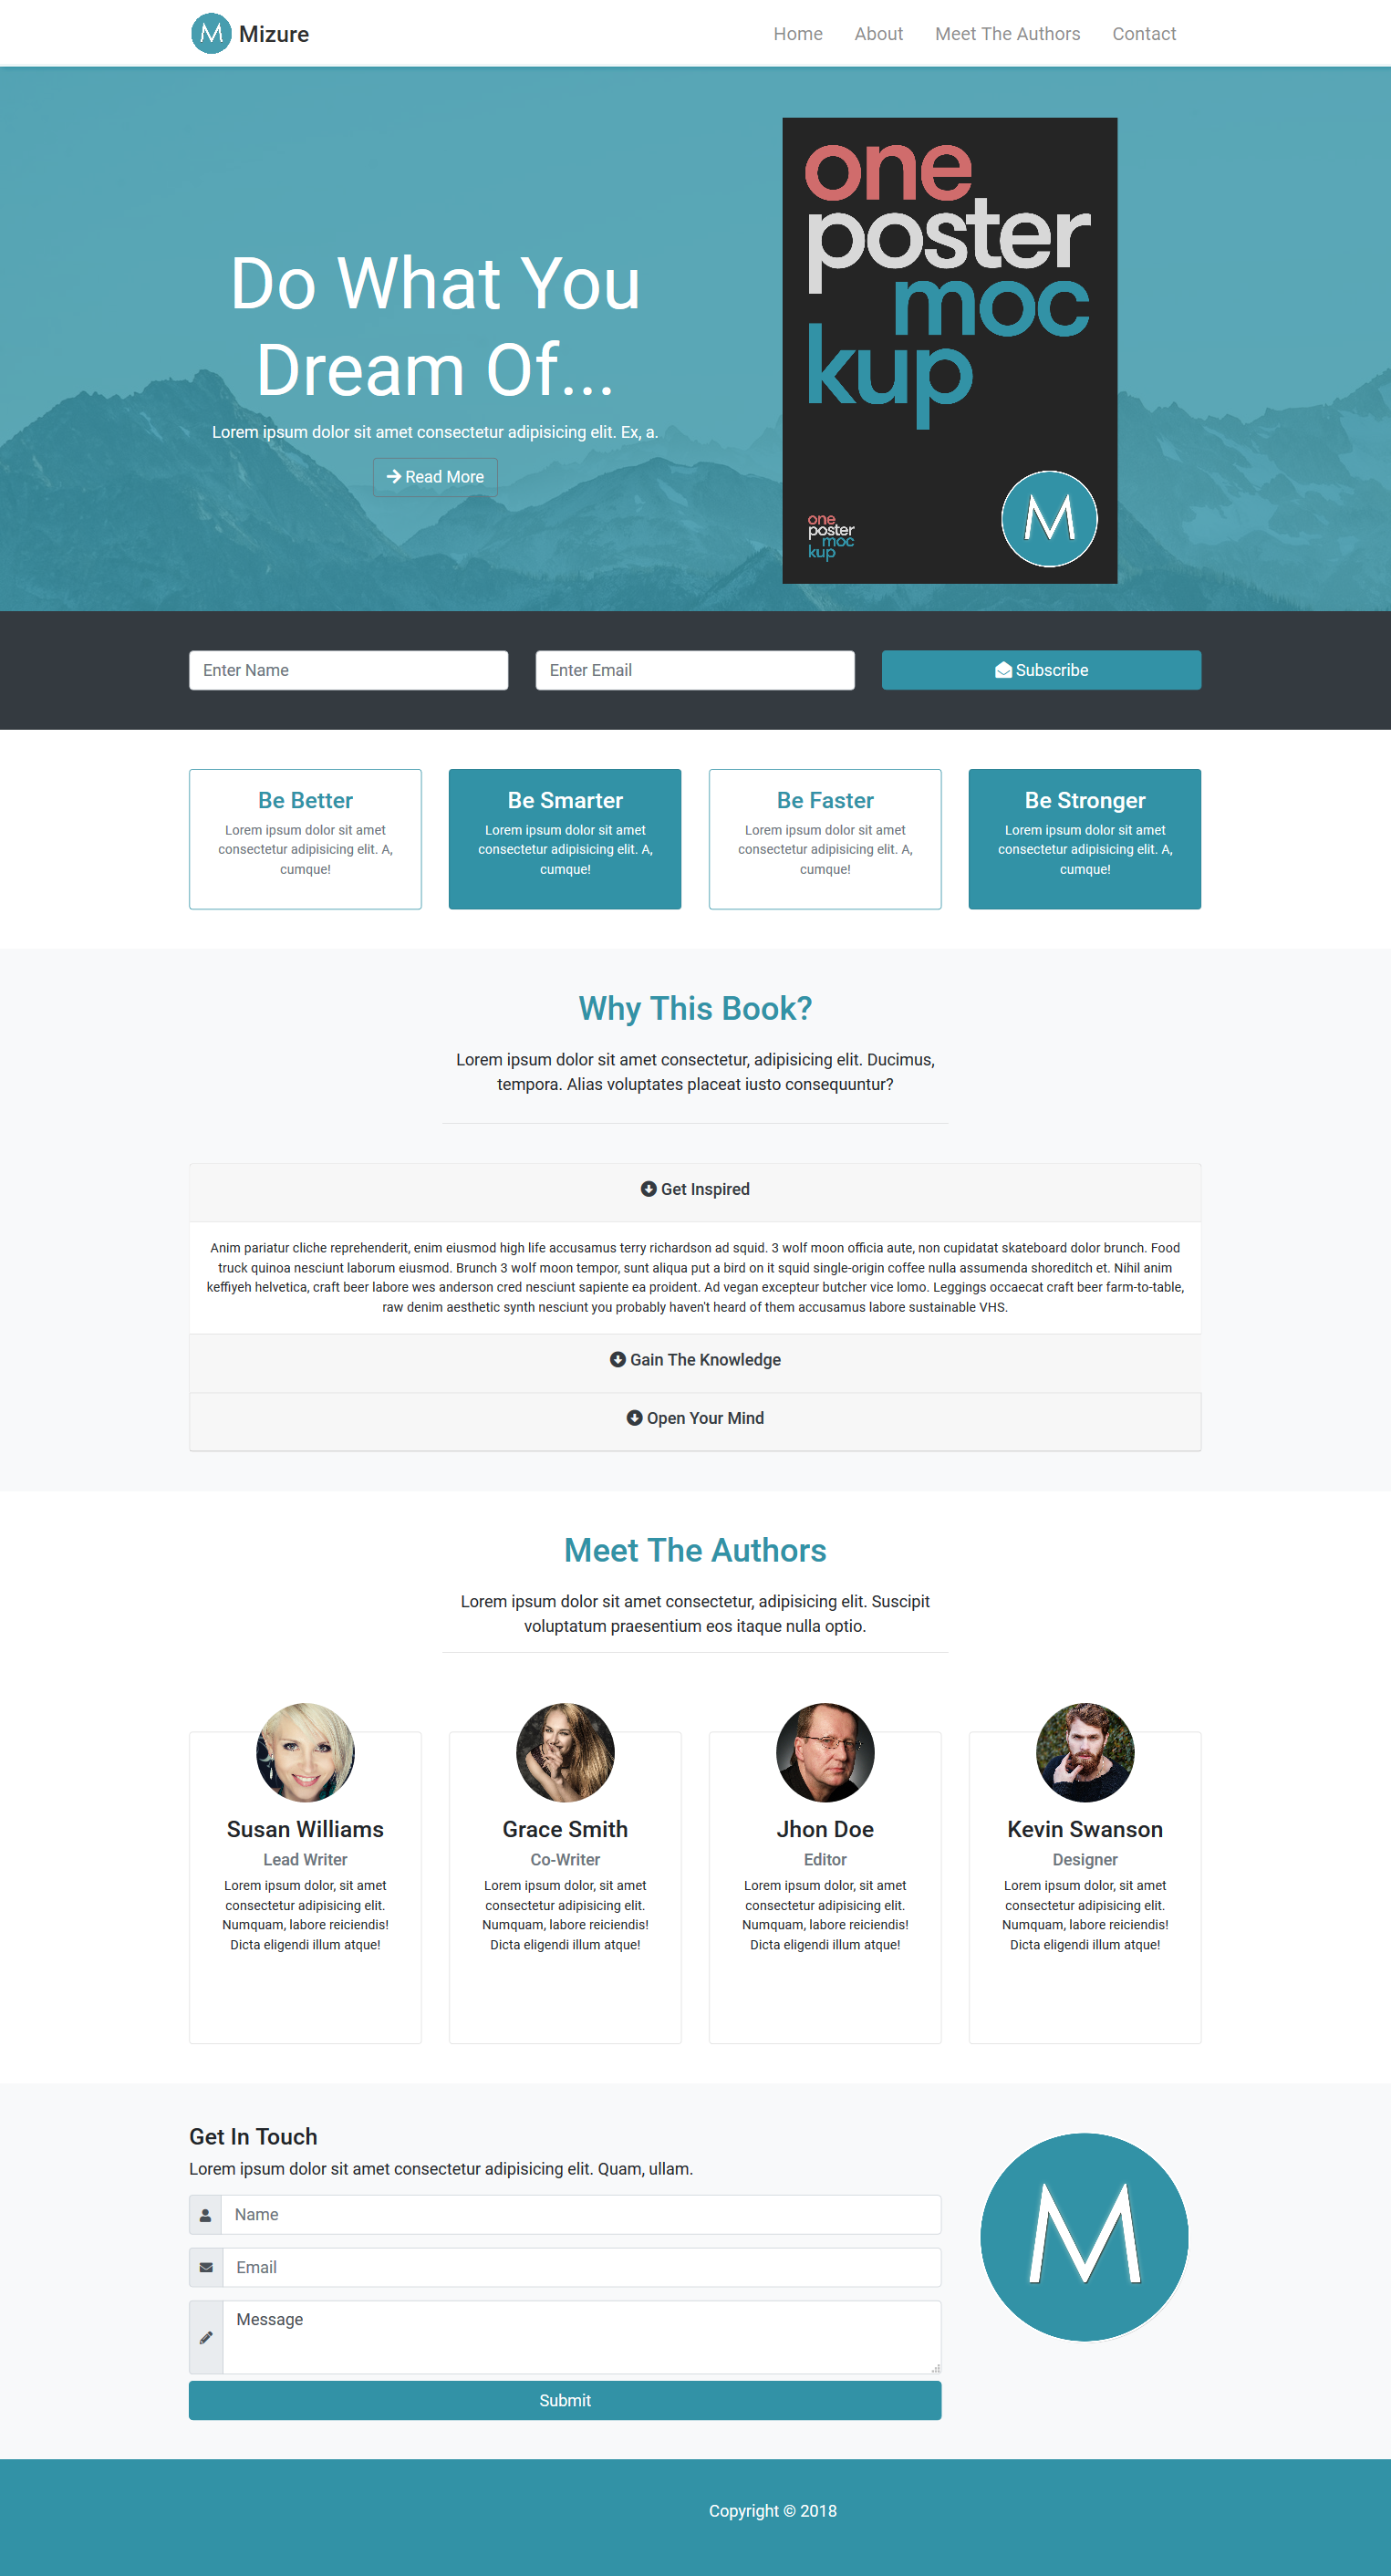 M Mizure
Home About Meet The Authors Contact
one
poster
moc
kup
Do What You
Dream Of...
Lorem ipsum dolor sit amet consectetur adipisicing elit. Ex, a.
Read More
one
poster
moc
kup
M
Enter Name
Enter Email
Subscribe
Be Better
Lorem ipsum dolor sit amet
consectetur adipisicing elit. A,
cumque!
Be Smarter
Lorem ipsum dolor sit amet
consectetur adipisicing elit. A,
cumque!
Be Faster
Lorem ipsum dolor sit amet
consectetur adipisicing elit. A,
cumque!
Be Stronger
Lorem ipsum dolor sit amet
consectetur adipisicing elit. A,
cumque!
Why This Book?
Lorem ipsum dolor sit amet consectetur, adipisicing elit. Ducimus,
tempora. Alias voluptates placeat iusto consequuntur?
Get Inspired
Anim pariatur cliche reprehenderit, enim eiusmod high life accusamus terry richardson ad squid. 3 wolf moon officia aute, non cupidatat skateboard dolor brunch. Food
truck quinoa nesciunt laborum eiusmod. Brunch 3 wolf moon tempor, sunt aliqua put a bird on it squid single-origin coffee nulla assumenda shoreditch et. Nihil anim
keffiyeh helvetica, craft beer labore wes anderson cred nesciunt sapiente ea proident. Ad vegan excepteur butcher vice lomo. Leggings occaecat craft beer farm-to-table,
raw denim aesthetic synth nesciunt you probably haven't heard of them accusamus labore sustainable VHS.
Gain The Knowledge
Open Your Mind
Meet The Authors
Lorem ipsum dolor sit amet consectetur, adipisicing elit. Suscipit
voluptatum praesentium eos itaque nulla optio.
Susan Williams
Lead Writer
Lorem ipsum dolor, sit amet
consectetur adipisicing elit.
Numquam, labore reiciendis!
Dicta eligendi illum atque!
Grace Smith
Co-Writer
Lorem ipsum dolor, sit amet
consectetur adipisicing elit.
Numquam, labore reiciendis!
Dicta eligendi illum atque!
Jhon Doe
Editor
Lorem ipsum dolor, sit amet
consectetur adipisicing elit.
Numquam, labore reiciendis!
Dicta eligendi illum atque!
Kevin Swanson
Designer
Lorem ipsum dolor, sit amet
consectetur adipisicing elit.
Numquam, labore reiciendis!
Dicta eligendi illum atque!
Get In Touch
Lorem ipsum dolor sit amet consectetur adipisicing elit. Quam, ullam.
Name
Email
Message
Submit
M
Copyright © 2018